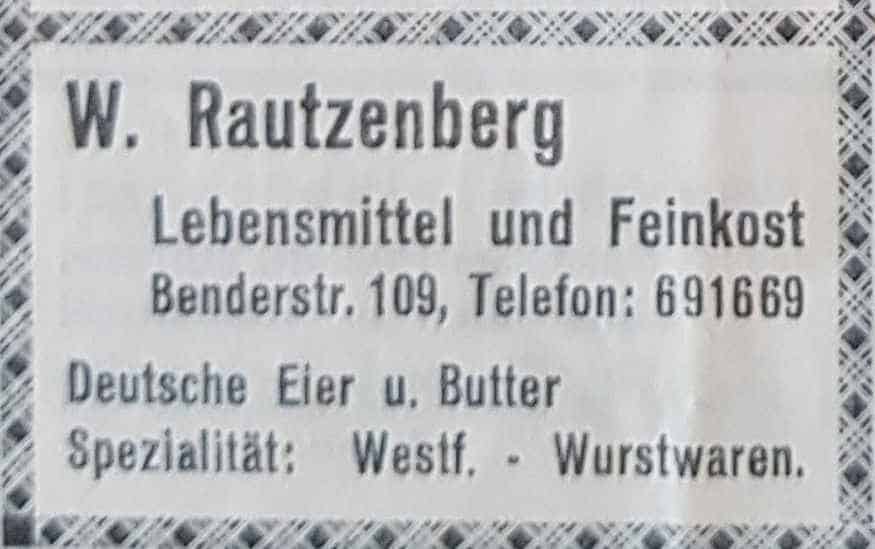 W. Rautzenberg
Lebensmittel und Feinkost
Benderstr. 109, Telefon: 691669
Deutsche Eier u. Butter
Spezialität: Westf. - Wurstwaren.